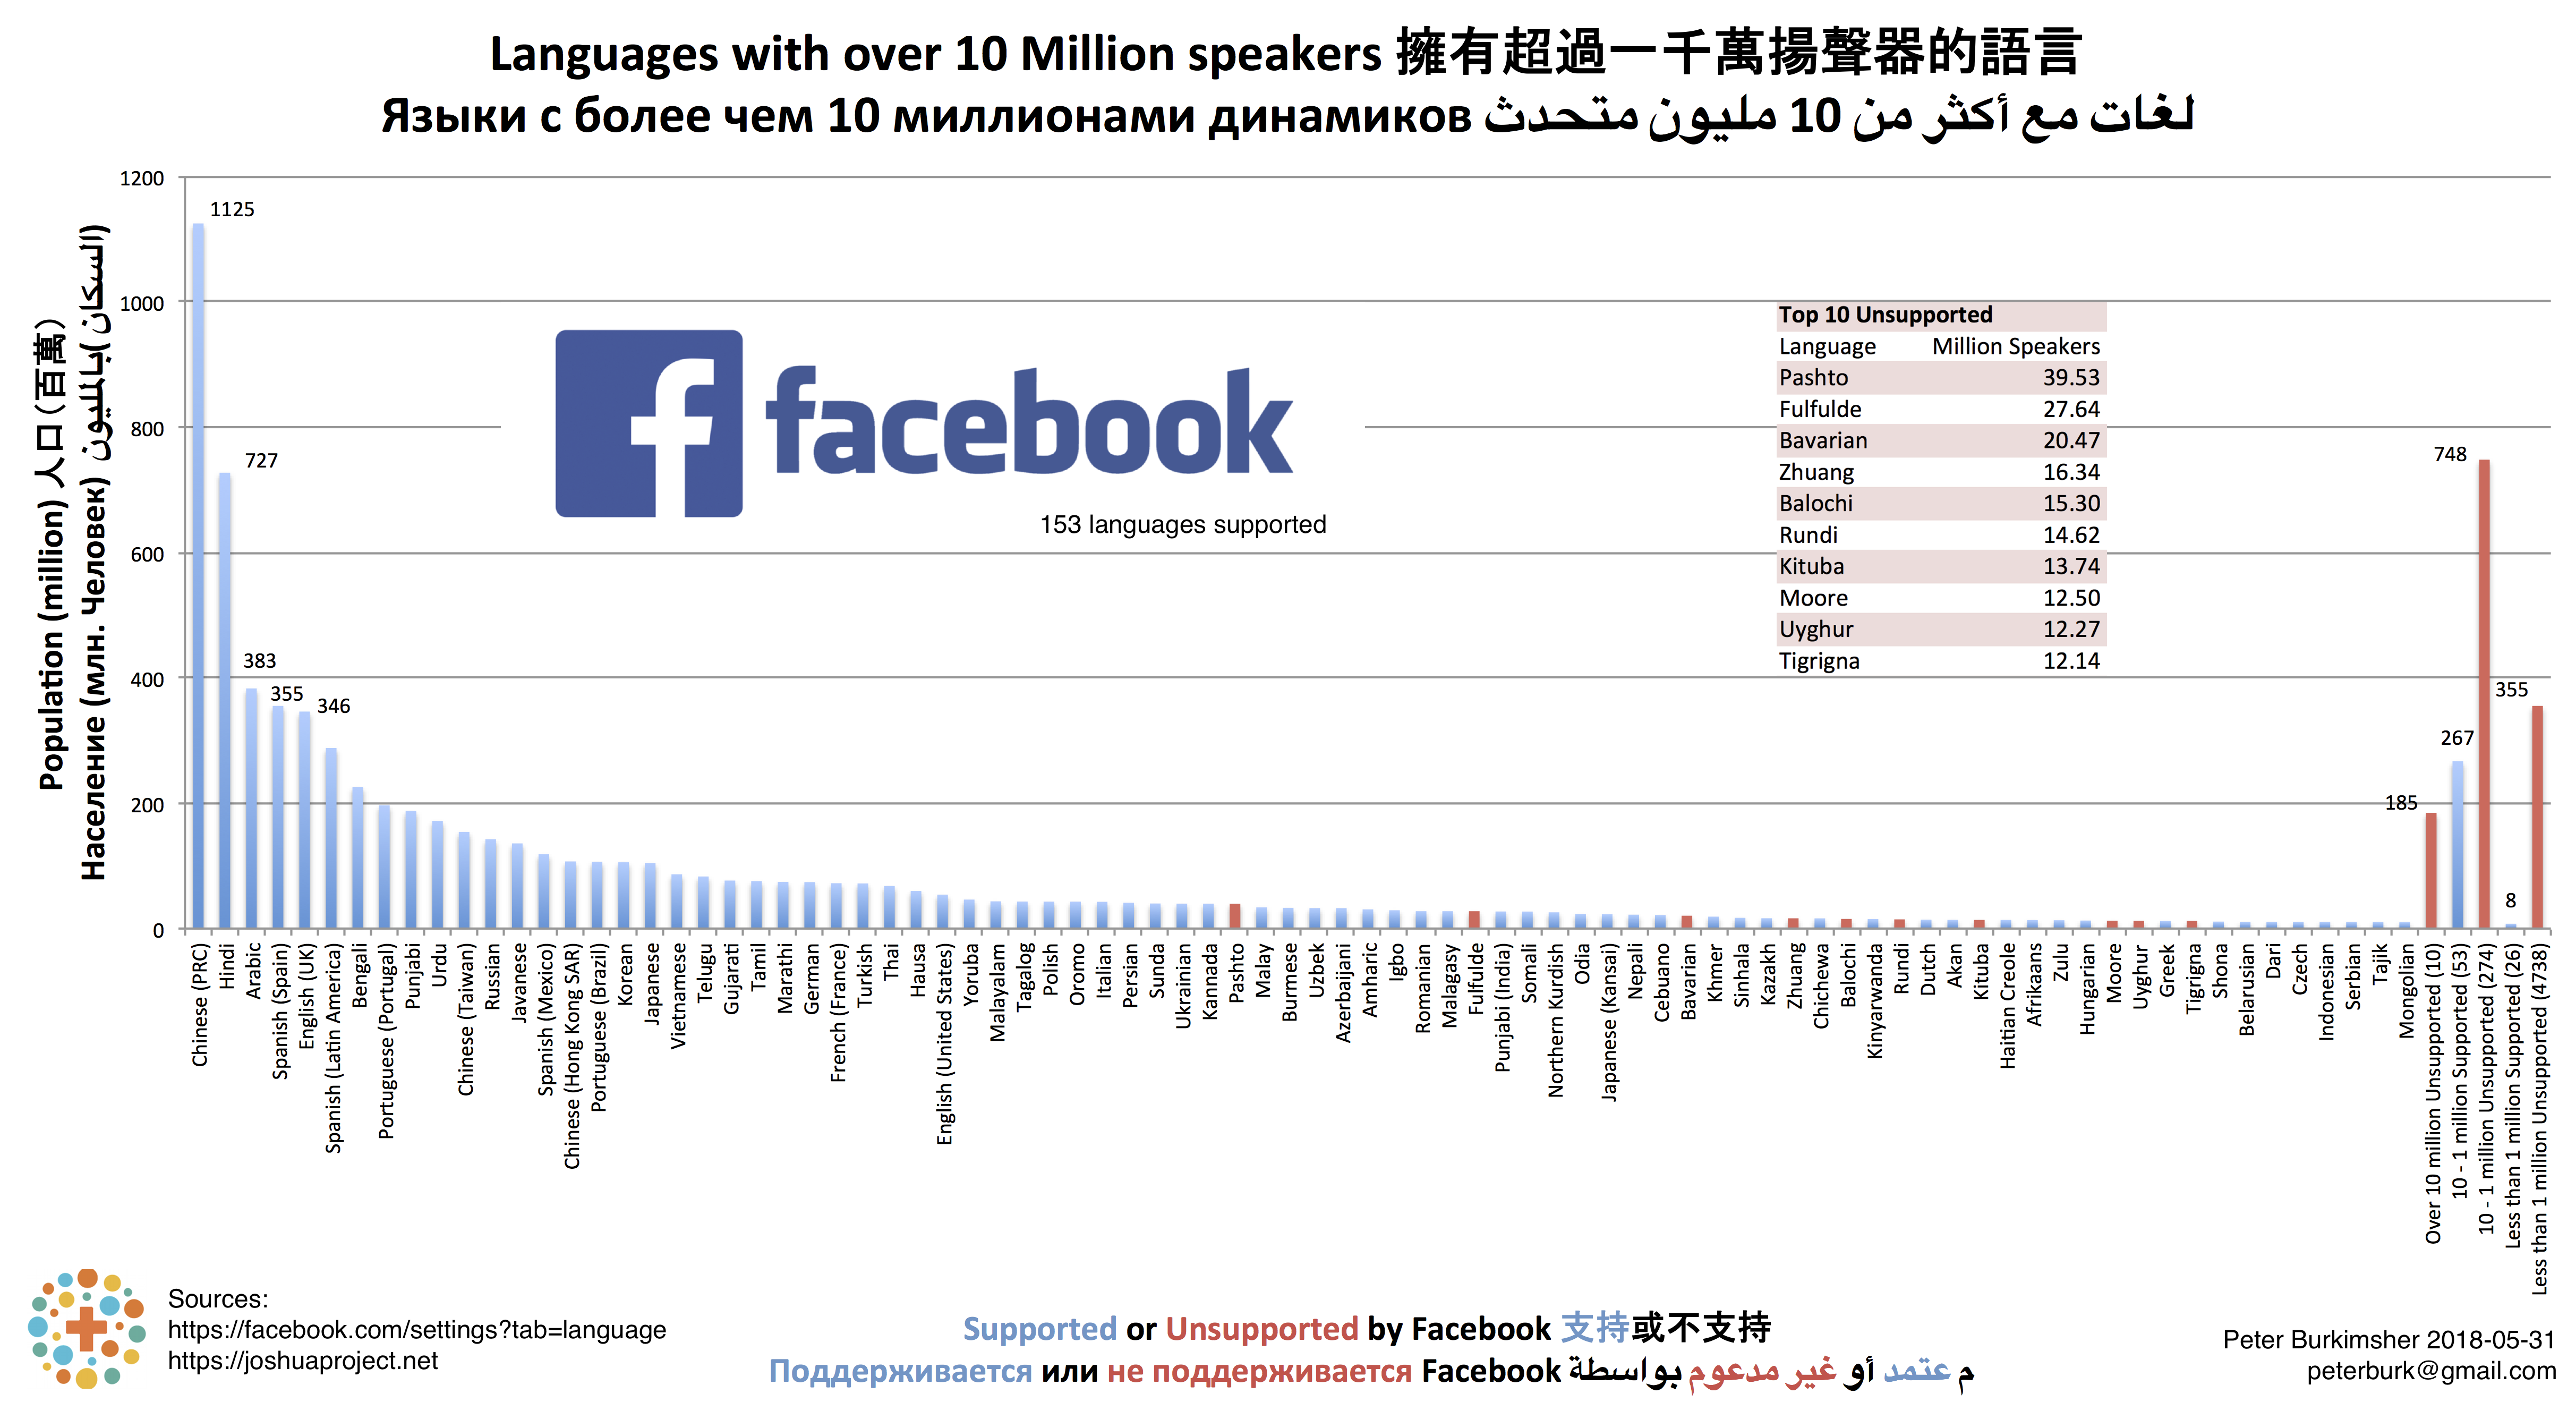 Languages with over 10 Million speakers 擁有超過一千萬揚聲器的語言
Языки с более чем 10 миллионами динамиков لغات مع أكثر من 10 مليون متحدث
Population (million) 人口（百萬）
Население (млн. Человек) السكان )بالمليون(
1200
1000
800
600
400
200
0
1125
727
383
355
346
facebook
153 languages supported
Top 10 Unsupported
Language Million Speakers
Pashto 39.53
Fulfulde 27.64
Bavarian 20.47
Zhuang 16.34
Balochi 15.30
Rundi 14.62
Kituba 13.74
Moore 12.50
Uyghur 12.27
Tigrigna 12.14
185
267
748
8
355
Chinese (PRC)
Hindi
Arabic
Spanish (Spain)
English (UK)
Spanish (Latin America)
Bengali
Portuguese (Portugal)
Punjabi
Urdu
Chinese (Taiwan)
Russian
Javanese
Spanish (Mexico)
Chinese (Hong Kong SAR)
Portuguese (Brazil)
Korean
Japanese
Vietnamese
Telugu
Gujarati
Tamil
Marathi
German
French (France)
Turkish
Thai
Hausa
English (United States)
Yoruba
Malayalam
Tagalog
Polish
Oromo
Italian
Persian
Sunda
Ukrainian
Kannada
Pashto
Malay
Burmese
Uzbek
Azerbaijani
Amharic
Igbo
Romanian
Malagasy
Fulfulde
Punjabi (India)
Somali
Northern Kurdish
Odia
Japanese (Kansai)
Nepali
Cebuano
Bavarian
Khmer
Sinhala
Kazakh
Zhuang
Chichewa
Balochi
Kinyarwanda
Rundi
Dutch
Akan
Kituba
Haitian Creole
Afrikaans
Zulu
Hungarian
Moore
Uyghur
Greek
Tigrigna
Shona
Belarusian
Dari
Czech
Indonesian
Serbian
Tajik
Mongolian
Over 10 million Unsupported (10)
10 - 1 million Supported (53)
10 - 1 million Unsupported (274)
Less than 1 million Supported (26)
Less than 1 million Unsupported (4738)
Sources:
https://facebook.com/settings?tab=language
https://joshuaproject.net
Supported or Unsupported by Facebook 支持或不支持
Поддерживается или не поддерживается Facebook م عتمد أو غير مدعوم بواسطة
Peter Burkimsher 2018-05-31
peterburk@gmail.com